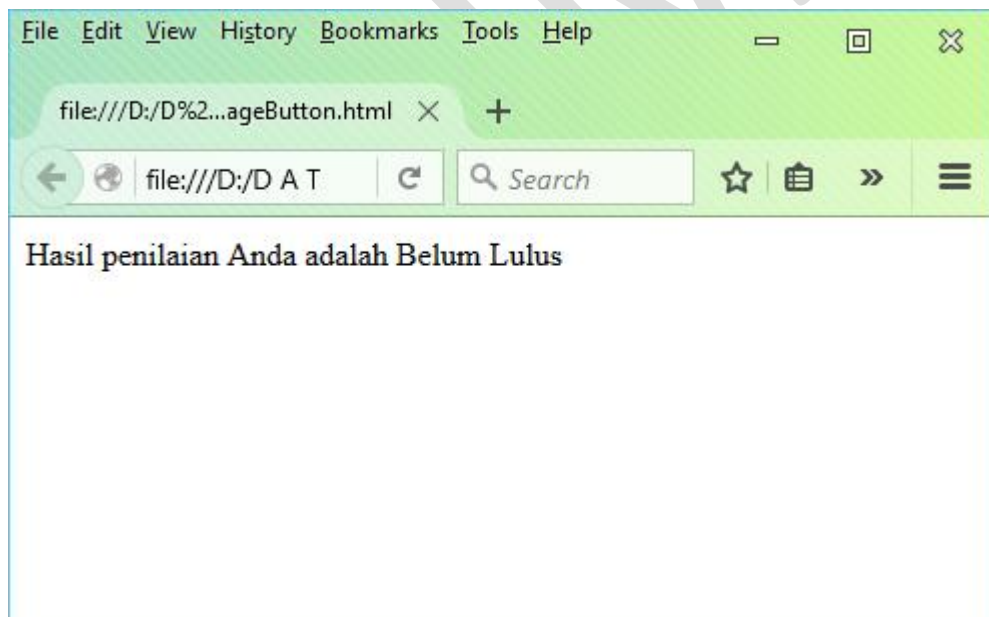 File Edit View History Bookmarks Tools Help
file:///D:/D%2...ageButton.html
file:///D:/D A T
Search
Hasil penilaian Anda adalah Belum Lulus